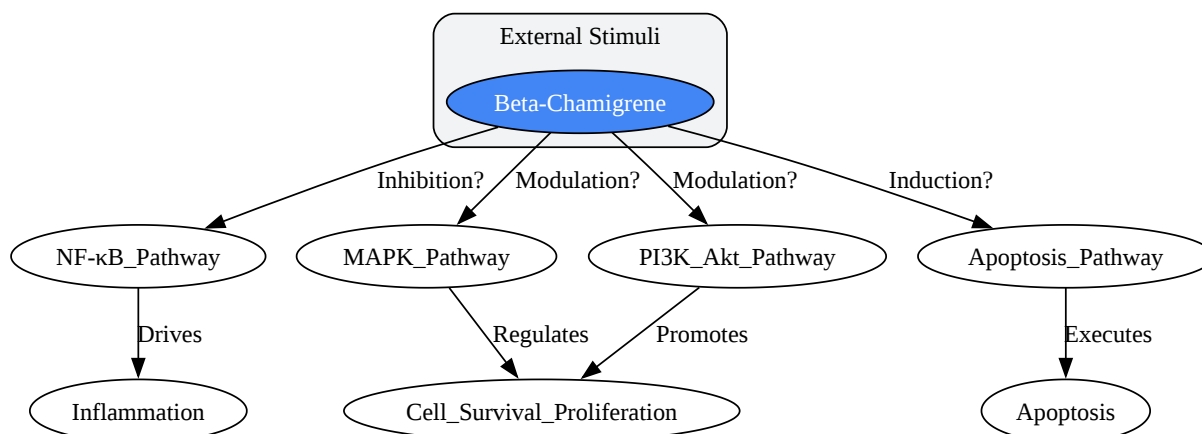 External Stimuli
Beta-Chamigrene
Inhibition?
Modulation?
Modulation?
Induction?
NF-κB_Pathway
MAPK_Pathway
PI3K_Akt_Pathway
Apoptosis_Pathway
Drives
Regulates
Promotes
Executes
Inflammation
Cell_Survival_Proliferation
Apoptosis